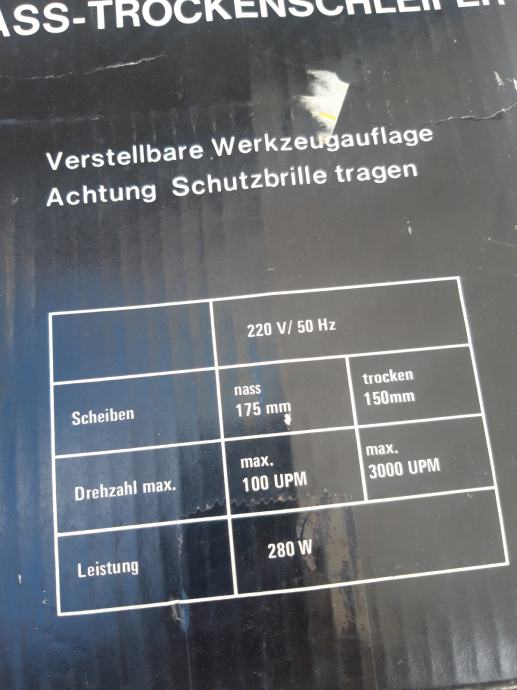 ASS-TROCKENSCHLEIFER
Verstellbare Werkzeugauflage
Achtung Schutzbrille tragen
220 V/ 50 Hz
Scheiben
nass
175 mm
trocken
150mm
Drehzahl max.
max.
100 UPM
max.
3000 UPM
Leistung
280 W